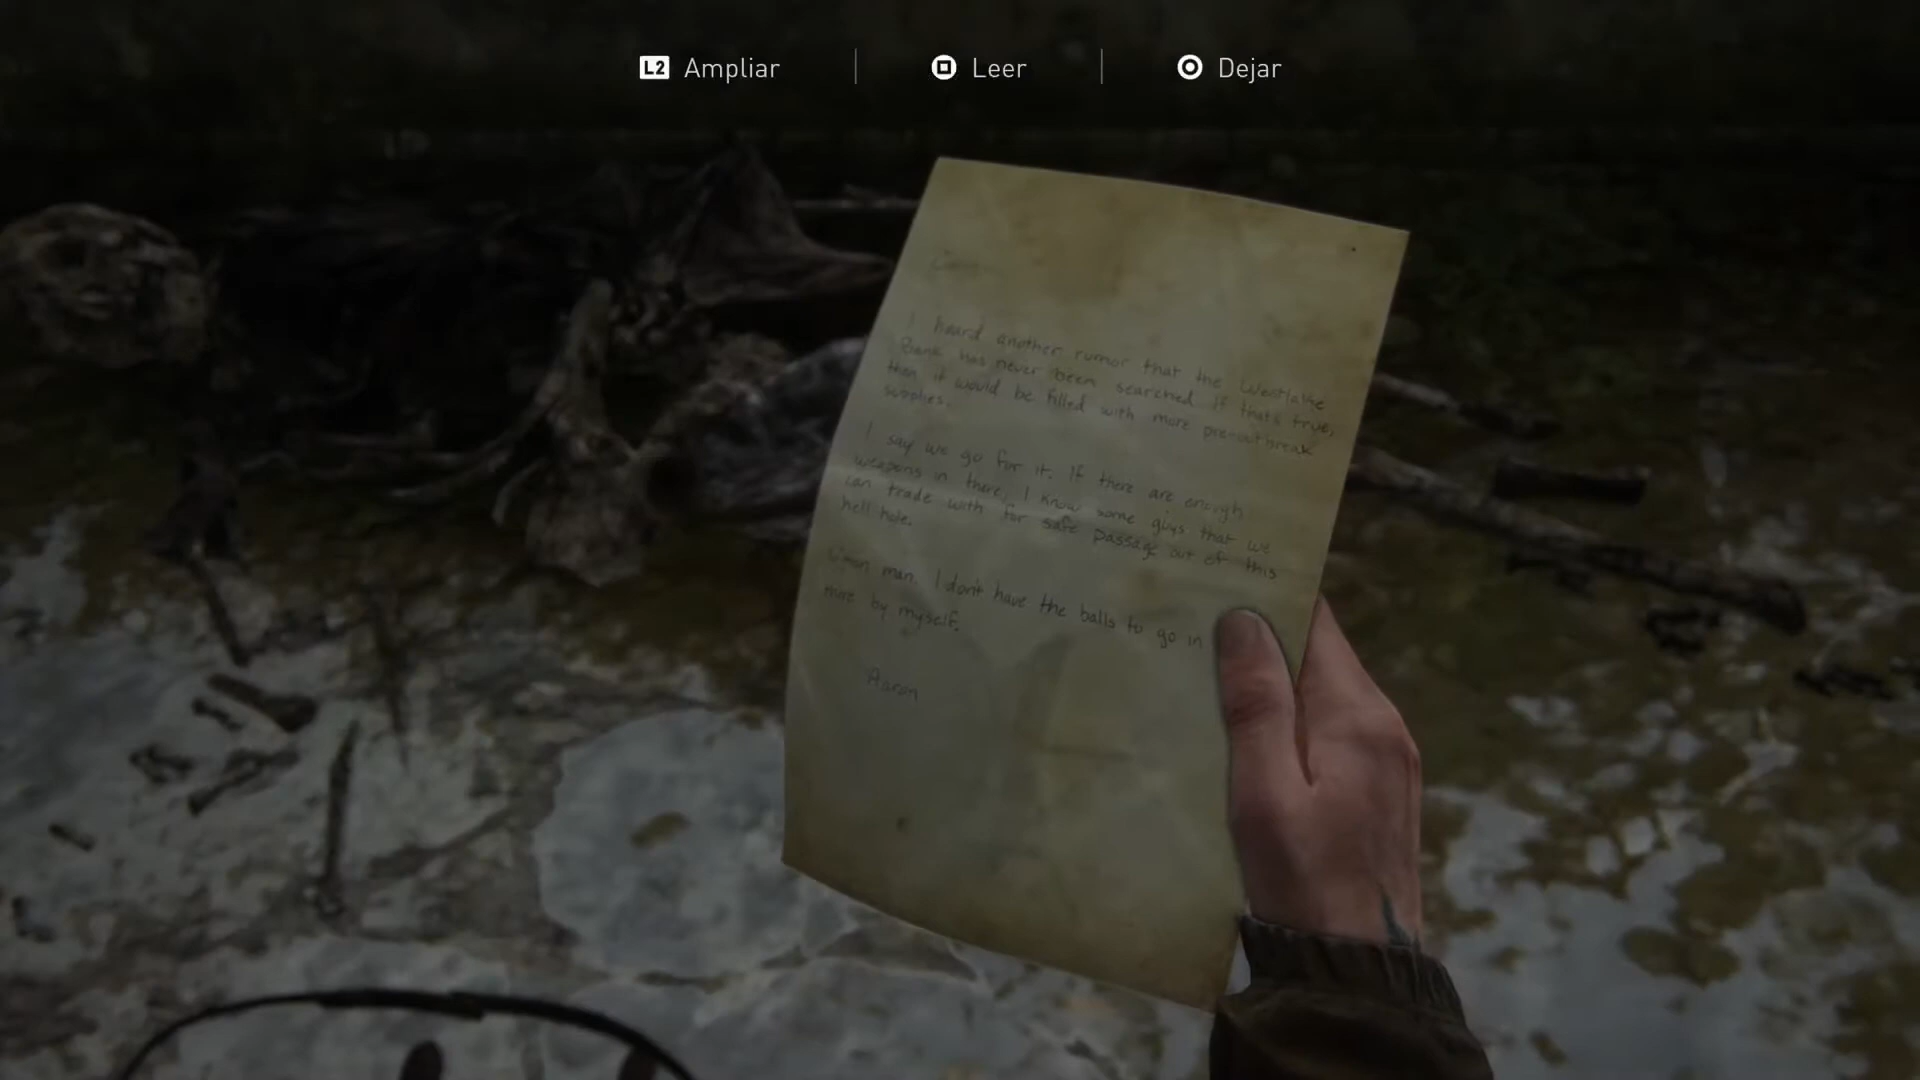 L2 Ampliar
Leer
Dejar
I heard another rumor that the Westlake
Bank has never been searched. If that's true,
then it would be filled with more pre-outbreak
supplies.
I say we go for it. If there are enough
weapons in there, I know some guys that we
can trade with for safe passage out of this
hell hole.
C'mon man. I don't have the balls to go in
there by myself.
Aaron